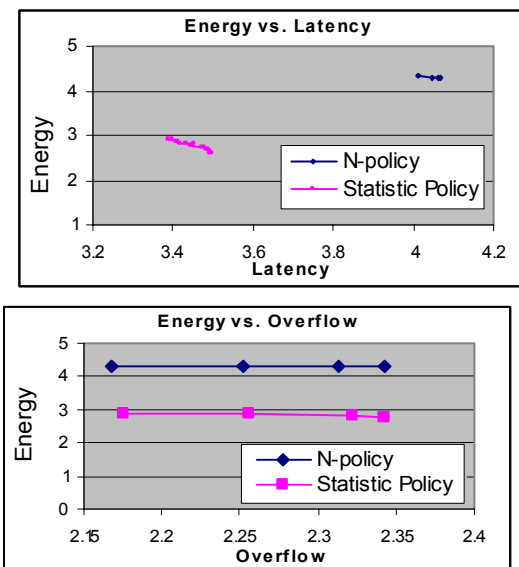 Energy vs. Latency
5
4
3
2
1
Energy
N-policy
Statistic Policy
3.2 3.4 3.6 3.8 4 4.2
Latency
Energy vs. Overflow
5
4
3
2
1
0
Energy
N-policy
Statistic Policy
2.15 2.2 2.25 2.3 2.35 2.4
Overflow